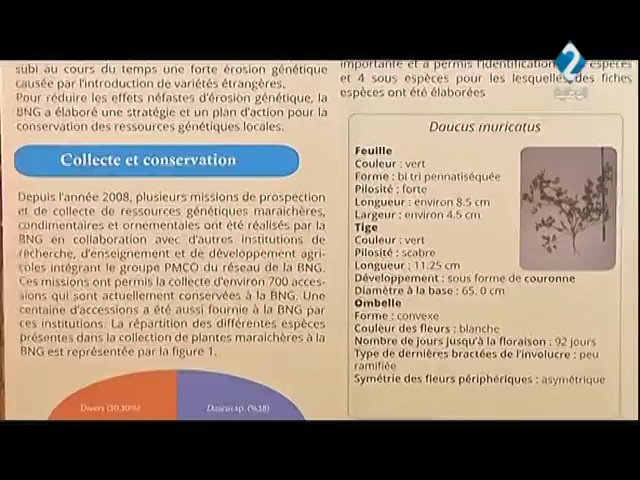 subi au cours du temps une forte érosion génétique
causée par l'introduction de variétés étrangères.
Pour réduire les effets néfastes d'érosion génétique, la
BNG a élaboré une stratégie et un plan d'action pour la
conservation des ressources génétiques locales.
Collecte et conservation
Depuis l'année 2008, plusieurs missions de prospection
et de collecte de ressources génétiques maraichères,
condimentaires et ornementales ont été réalisés par la
BNG en collaboration avec d'autres institutions de
recherche, d'enseignement et de développement agri-
coles intégrant le groupe PMCO du réseau de la BNG.
Ces missions ont permis la collecte d'environ 700 acces-
sions qui sont actuellement conservées à la BNG. Une
centaine d'accessions a été aussi fournie à la BNG par
ces institutions. La répartition des différentes espèces
présentes dans la collection de plantes maraichères à la
BNG est représentée par la figure 1.
Divers (30.30%)
Daucus sp. (%38)
importante et a permis l'identification espèces
et 4 sous espèces pour les lesquelles des fiches
espèces ont été élaborées
Daucus muricatus
Feuille
Couleur : vert
Forme : bi tri pennatiséquée
Pilosité : forte
Longueur : environ 8.5 cm
Largeur : environ 4.5 cm
Tige
Couleur : vert
Pilosité : scabre
Longueur : 11.25 cm
Développement : sous forme de couronne
Diamètre à la base : 65. 0 cm
Ombelle
Forme : convexe
Couleur des fleurs : blanche
Nombre de jours jusqu'à la floraison : 92 jours
Type de dernières bractées de l'involucre : peu
ramifiée
Symétrie des fleurs périphériques : asymétrique
2
الوطنية